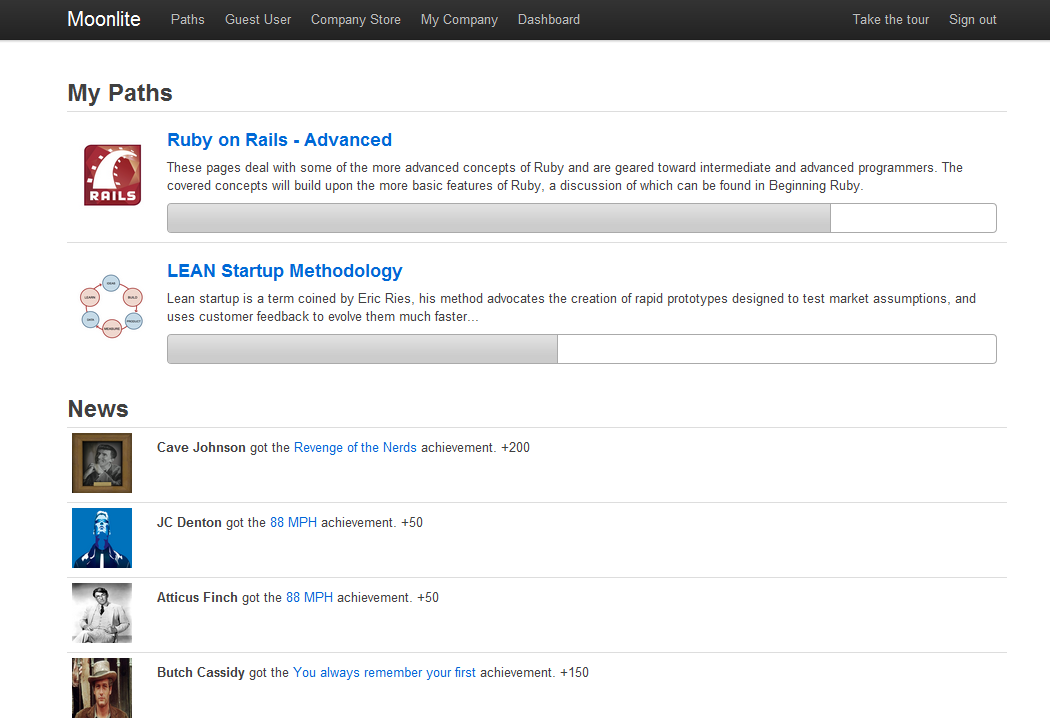 Moonlite Paths Guest User Company Store My Company Dashboard Take the tour Sign out
My Paths
Ruby on Rails - Advanced
These pages deal with some of the more advanced concepts of Ruby and are geared toward intermediate and advanced programmers. The
covered concepts will build upon the more basic features of Ruby, a discussion of which can be found in Beginning Ruby.
RAILS
LEAN Startup Methodology
Lean startup is a term coined by Eric Ries, his method advocates the creation of rapid prototypes designed to test market assumptions, and
uses customer feedback to evolve them much faster...
IDEAS
LEARN
BUILD
DATA
PRODUCT
MEASURE
News
Cave Johnson got the Revenge of the Nerds achievement. +200
JC Denton got the 88 MPH achievement. +50
Atticus Finch got the 88 MPH achievement. +50
Butch Cassidy got the You always remember your first achievement. +150